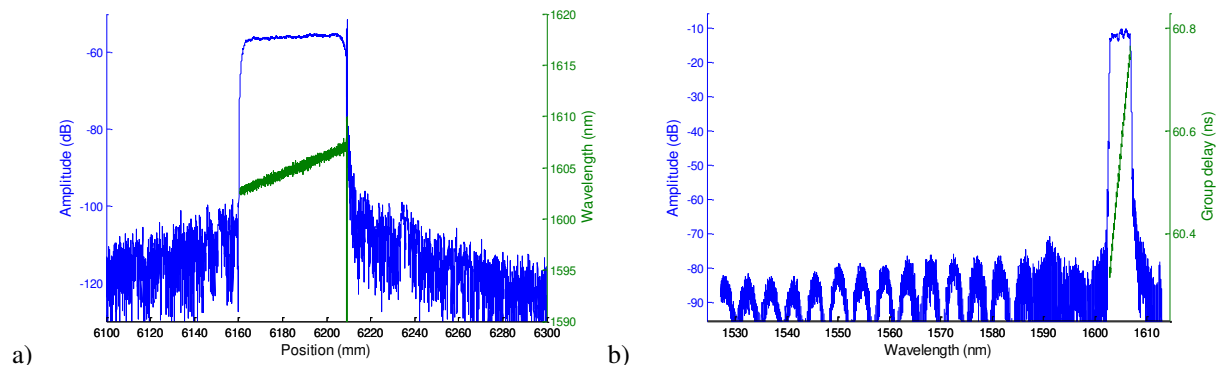 a)
Amplitude (dB)
-60
-80
-100
-120
6100 6120 6140 6160 6180 6200 6220 6240 6260 6280 6300
Position (mm)
1620
1615
1610
1605
1600
1595
1590
Wavelength (nm)
b)
Amplitude (dB)
-10
-20
-30
-40
-50
-60
-70
-80
-90
1530 1540 1550 1560 1570 1580 1590 1600 1610
Wavelength (nm)
60.8
60.6
60.4
Group delay (ns)